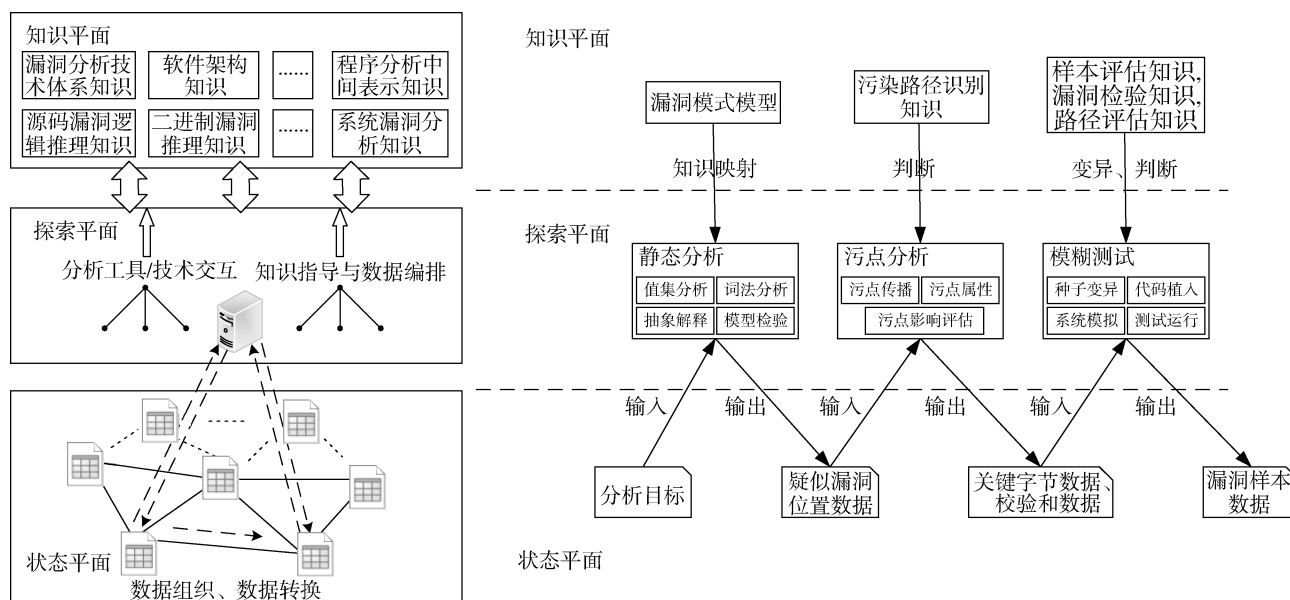 知识平面
漏洞分析技
术体系知识
软件架构
知识
......
程序分析中
间表示知识
源码漏洞逻
辑推理知识
二进制漏洞
推理知识
......
系统漏洞分
析知识
探索平面
分析工具/技术交互
知识指导与数据编排
状态平面
数据组织、数据转换
知识平面
漏洞模式模型
污染路径识别
知识
样本评估知识,
漏洞检验知识,
路径评估知识
知识映射
判断
变异、判断
探索平面
静态分析
值集分析
词法分析
抽象解释
模型检验
污点分析
污点传播
污点属性
污点影响评估
模糊测试
种子变异
代码植入
系统模拟
测试运行
输入
输出
输入
输出
输入
输出
分析目标
疑似漏洞
位置数据
关键字节数据、
校验和数据
漏洞样本
数据
状态平面